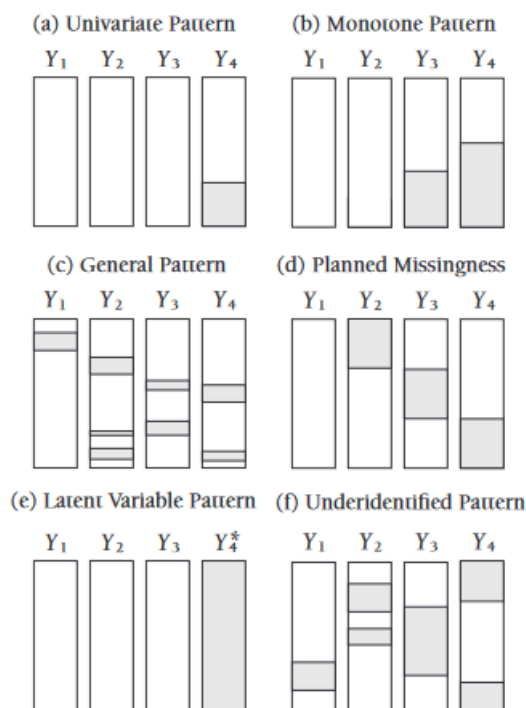 (a) Univariate Pattern (b) Monotone Pattern
Y1 Y2 Y3 Y4 Y1 Y2 Y3 Y4
(c) General Pattern (d) Planned Missingness
Y1 Y2 Y3 Y4 Y1 Y2 Y3 Y4
(e) Latent Variable Pattern (f) Underidentified Pattern
Y1 Y2 Y3 Y4* Y1 Y2 Y3 Y4